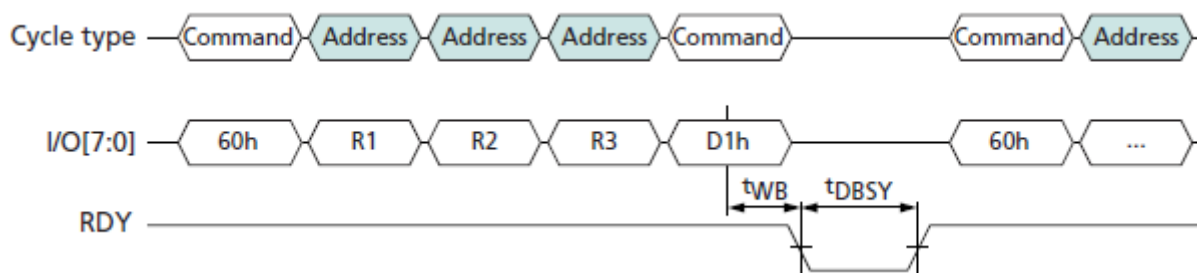 Cycle type Command Address Address Address Command Command Address
I/O[7:0] 60h R1 R2 R3 D1h 60h ...
tWB tDBSY
RDY